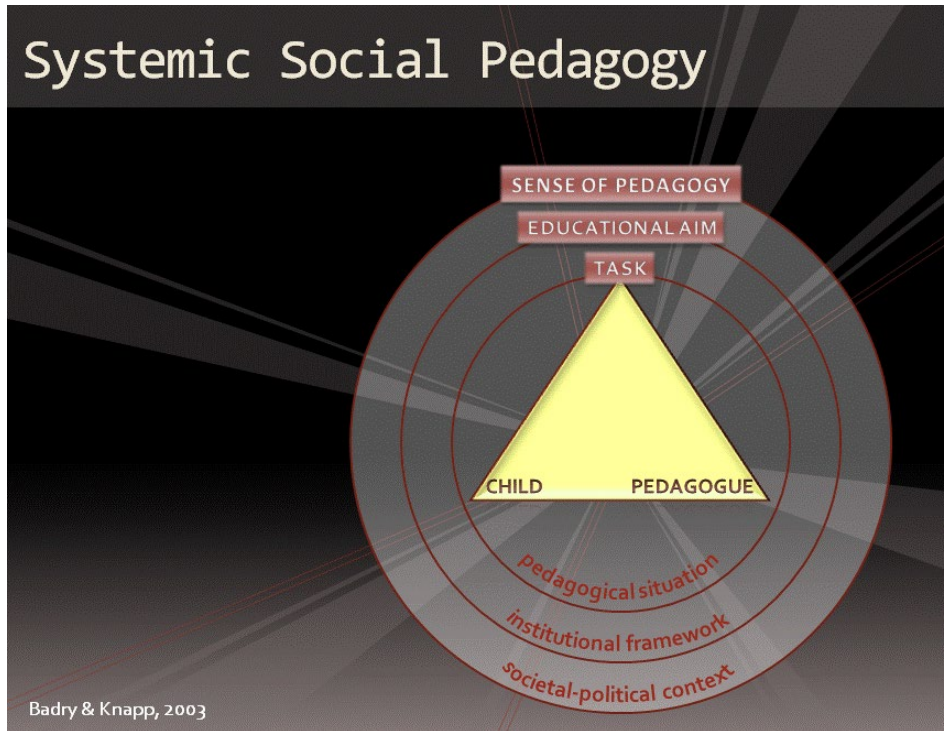 Systemic Social Pedagogy
SENSE OF PEDAGOGY
EDUCATIONAL AIM
TASK
CHILD
PEDAGOGUE
pedagogical situation
institutional framework
societal-political context
Badry & Knapp, 2003